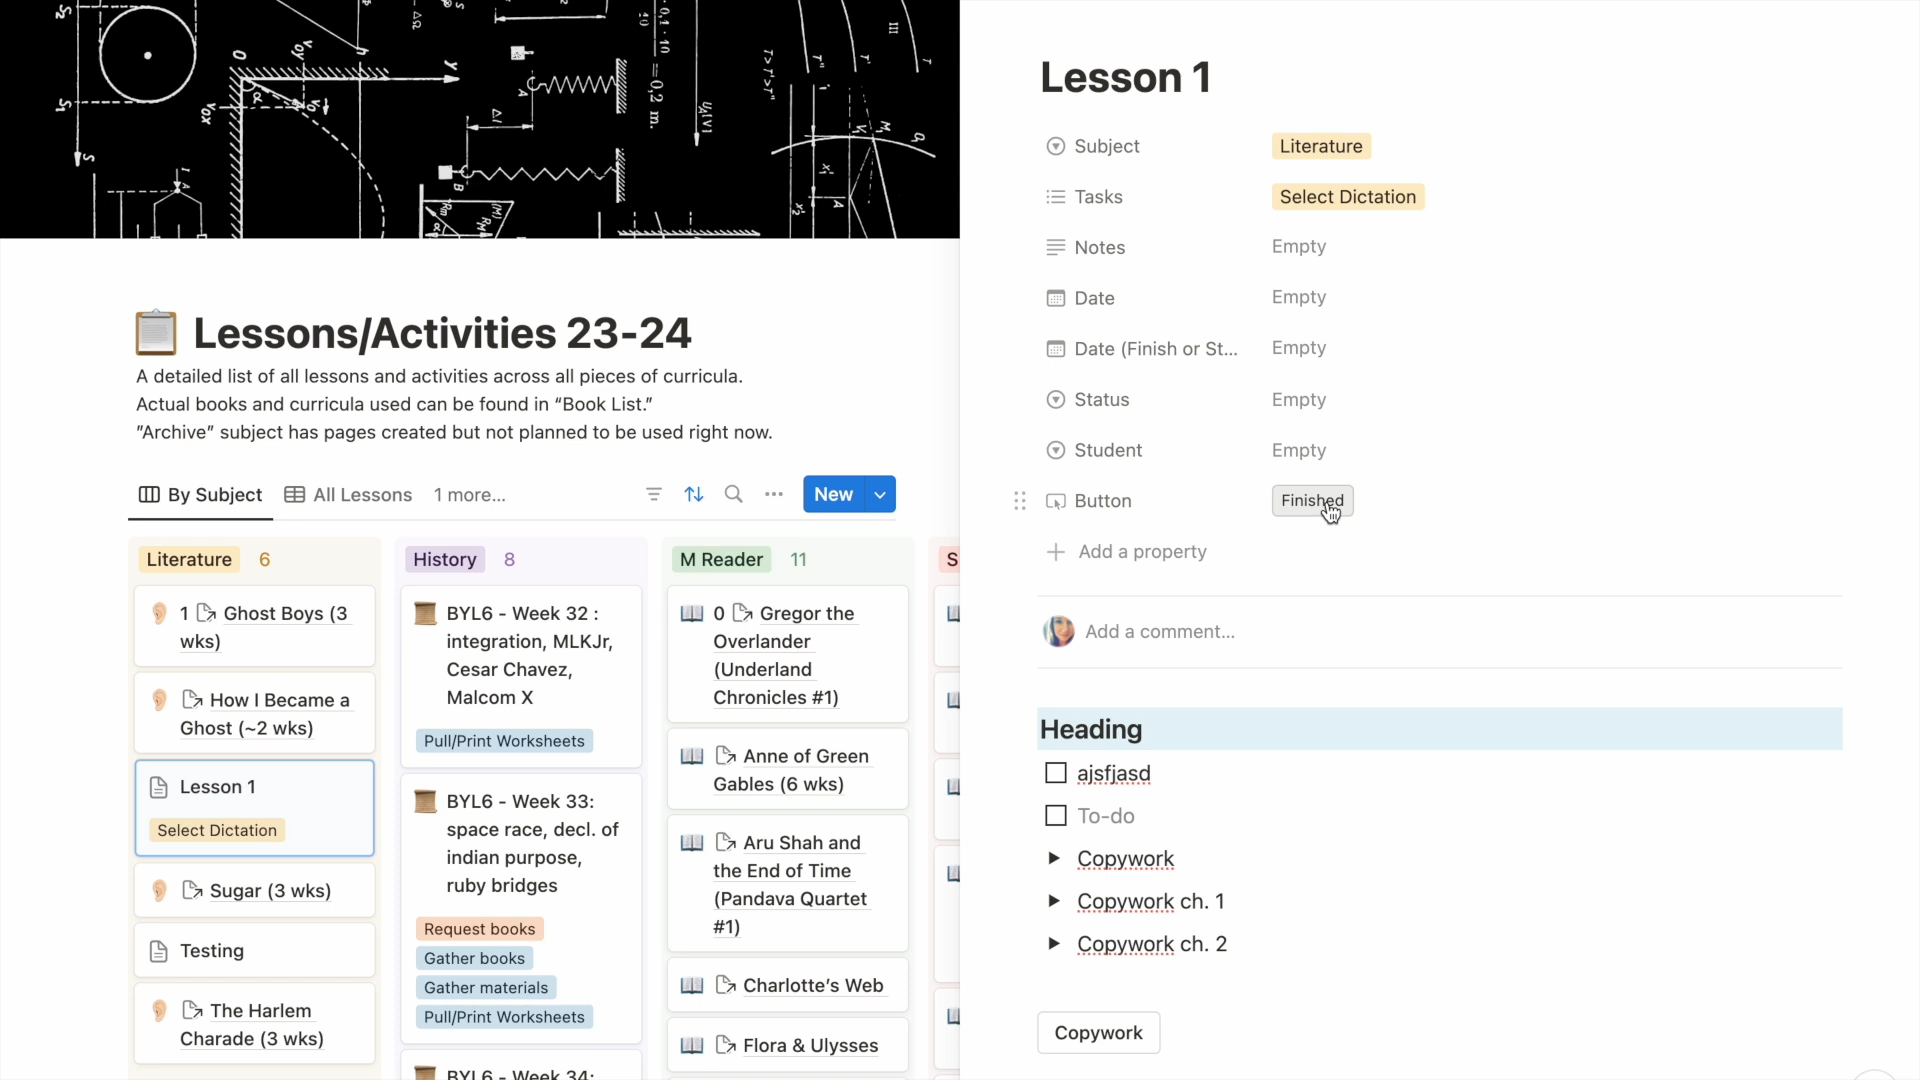 Lesson 1
Subject
Literature
Tasks
Select Dictation
Notes
Empty
Date
Empty
Date (Finish or St...
Empty
Status
Empty
Student
Empty
Button
Finished
Add a property
Add a comment...
Heading
ajsfjasd
To-do
Copywork
Copywork ch. 1
Copywork ch. 2
Copywork
Lessons/Activities 23-24
A detailed list of all lessons and activities across all pieces of curricula.
Actual books and curricula used can be found in “Book List.”
”Archive” subject has pages created but not planned to be used right now.
By Subject
All Lessons
1 more...
New
Literature 6
1 Ghost Boys (3
wks)
How I Became a
Ghost (~2 wks)
Lesson 1
Select Dictation
Sugar (3 wks)
Testing
The Harlem
Charade (3 wks)
History 8
BYL6 - Week 32 :
integration, MLKJr,
Cesar Chavez,
Malcom X
Pull/Print Worksheets
BYL6 - Week 33:
space race, decl. of
indian purpose,
ruby bridges
Request books
Gather books
Gather materials
Pull/Print Worksheets
BYL6 - Week 34:
M Reader 11
0 Gregor the
Overlander
(Underland
Chronicles #1)
Anne of Green
Gables (6 wks)
Aru Shah and
the End of Time
(Pandava Quartet
#1)
Charlotte’s Web
Flora & Ulysses
S